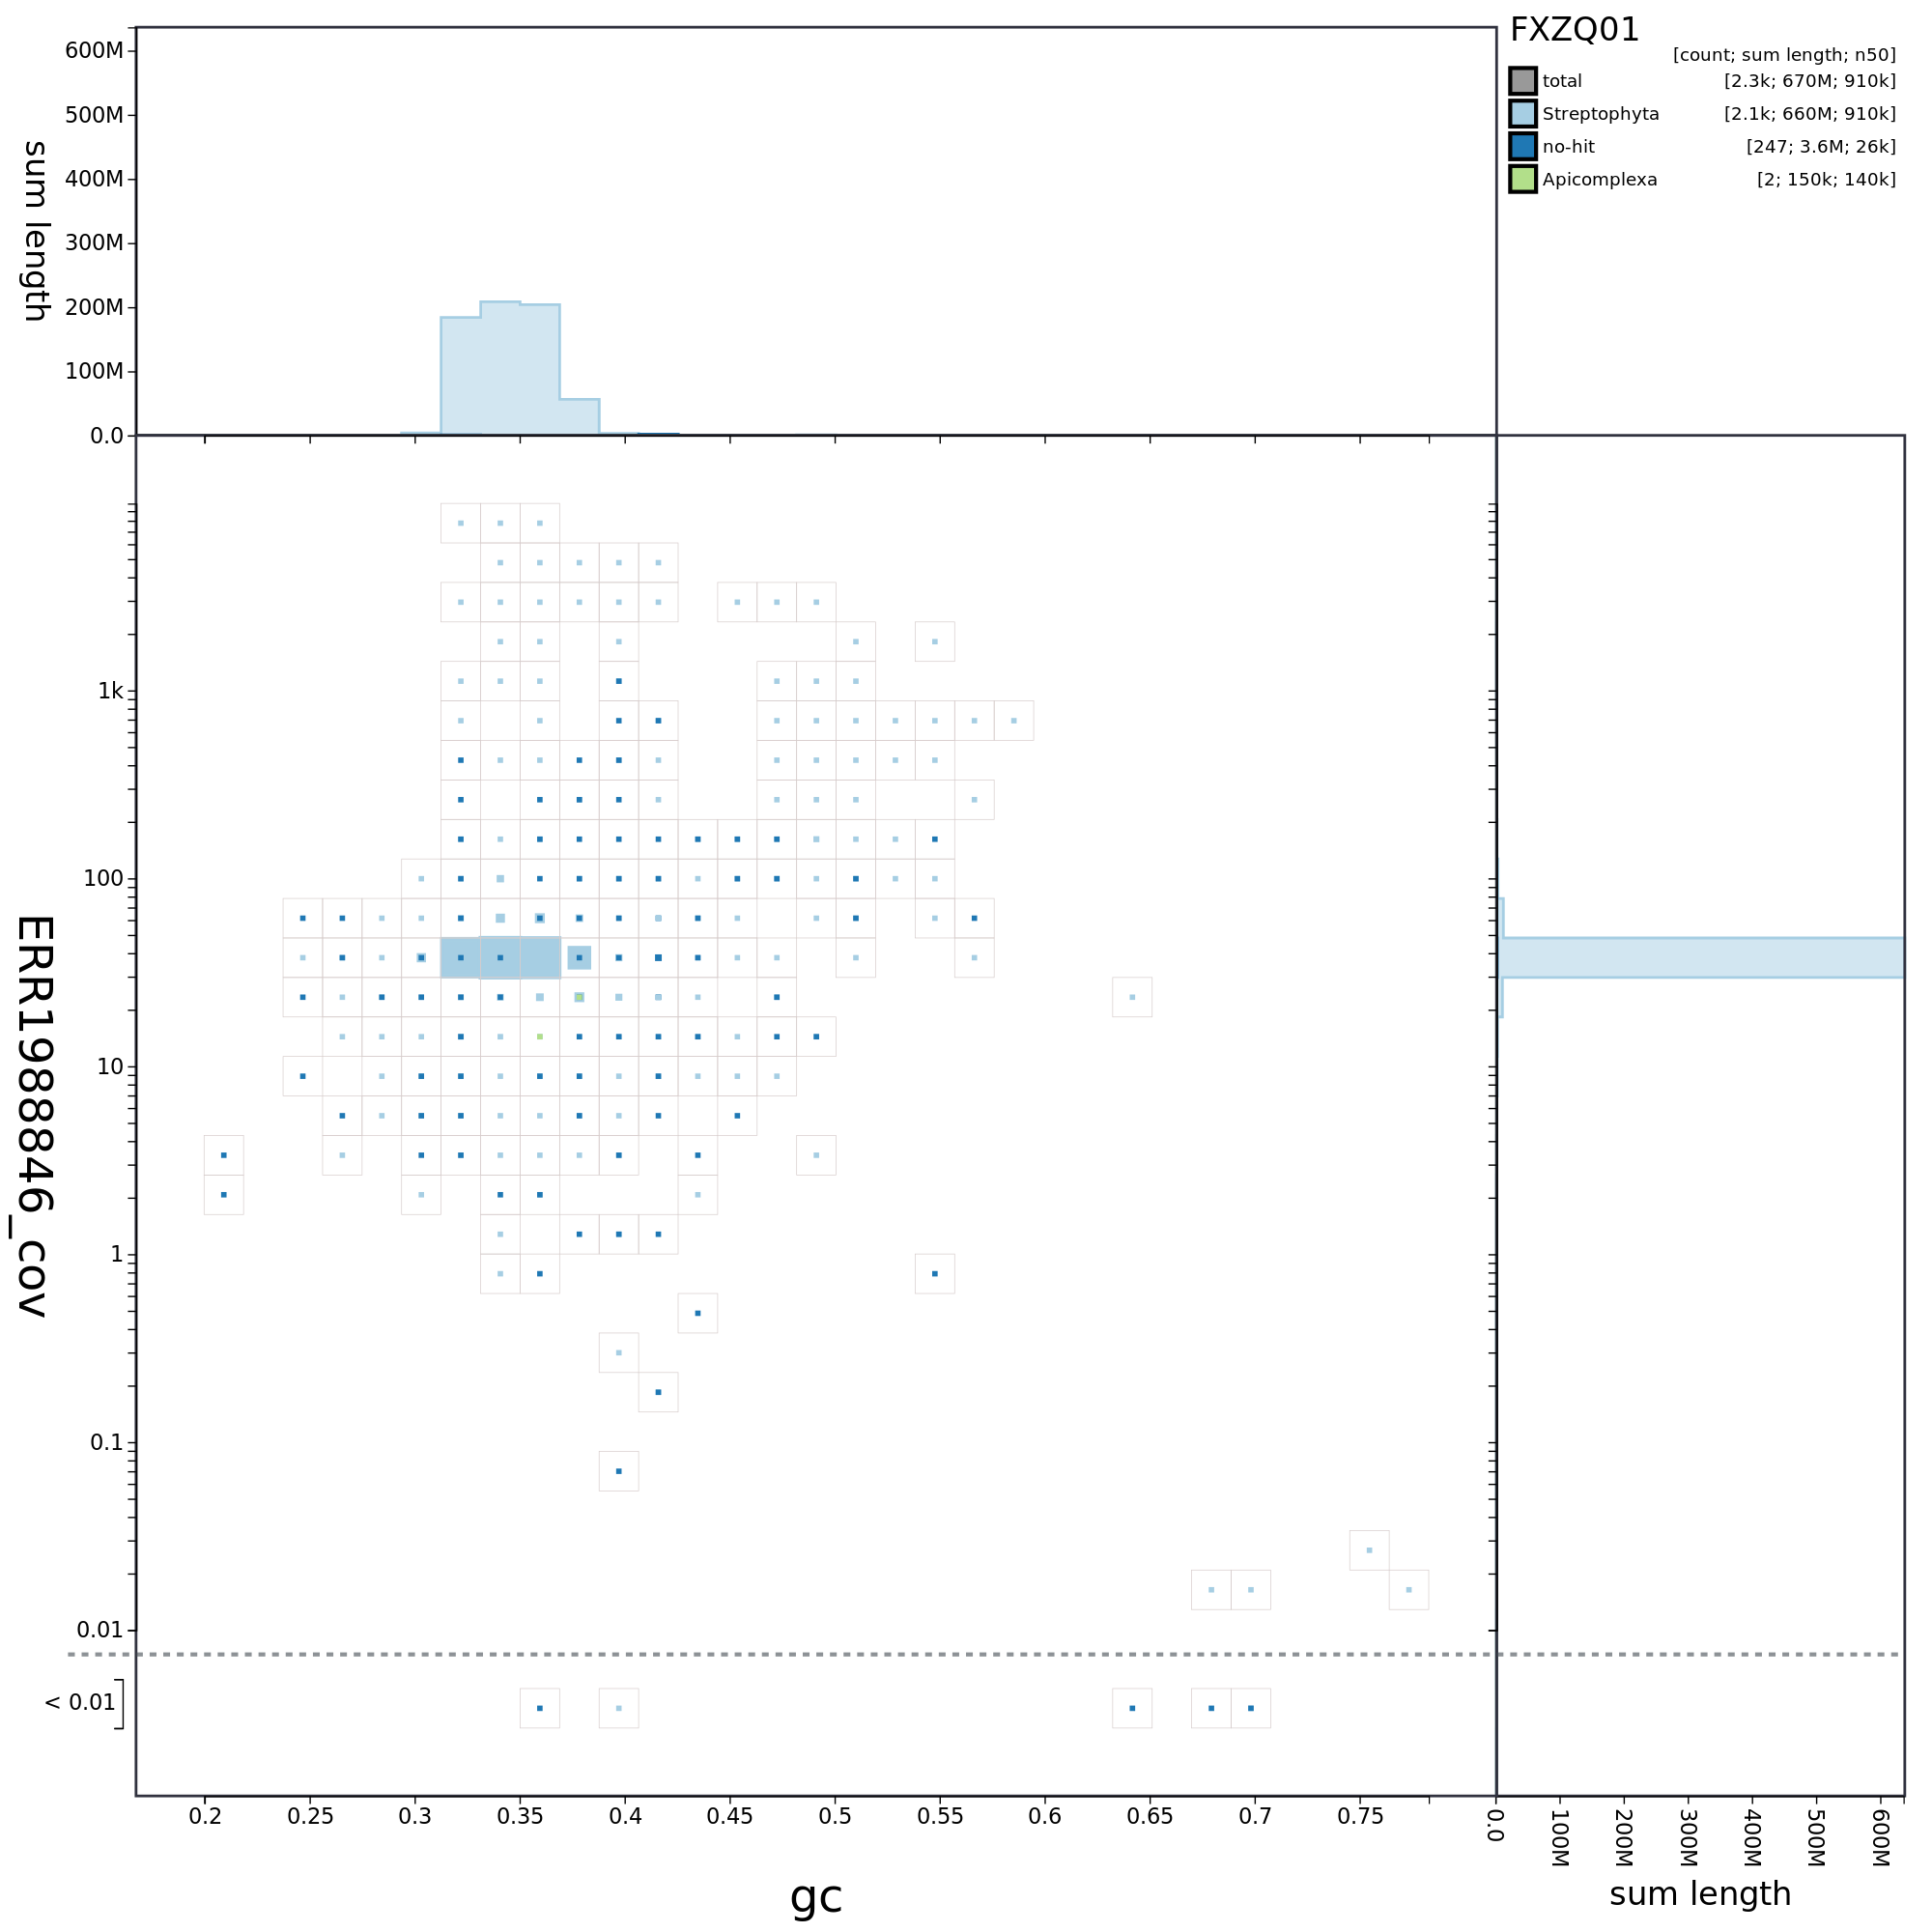 FXZQ01
[count; sum length; n50]
total [2.3k; 670M; 910k]
Streptophyta [2.1k; 660M; 910k]
no-hit [247; 3.6M; 26k]
Apicomplexa [2; 150k; 140k]
sum length
600M
500M
400M
300M
200M
100M
0.0
ERR1988846_cov
1k
100
10
1
0.1
0.01
< 0.01
0.2 0.25 0.3 0.35 0.4 0.45 0.5 0.55 0.6 0.65 0.7 0.75
gc
0.0 100M 200M 300M 400M 500M 600M
sum length